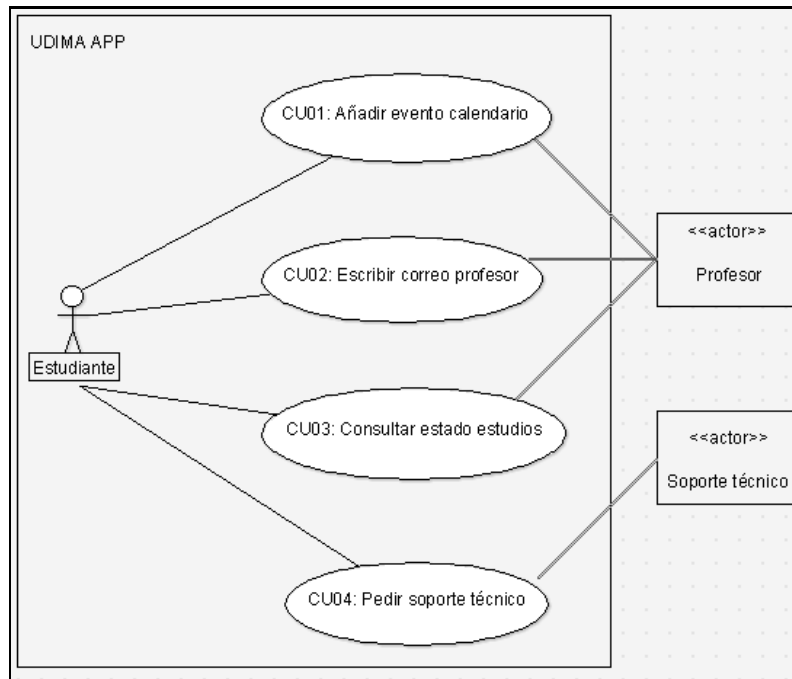 UDIMA APP
CU01: Añadir evento calendario
<<actor>>
Profesor
CU02: Escribir correo profesor
Estudiante
CU03: Consultar estado estudios
<<actor>>
Soporte técnico
CU04: Pedir soporte técnico